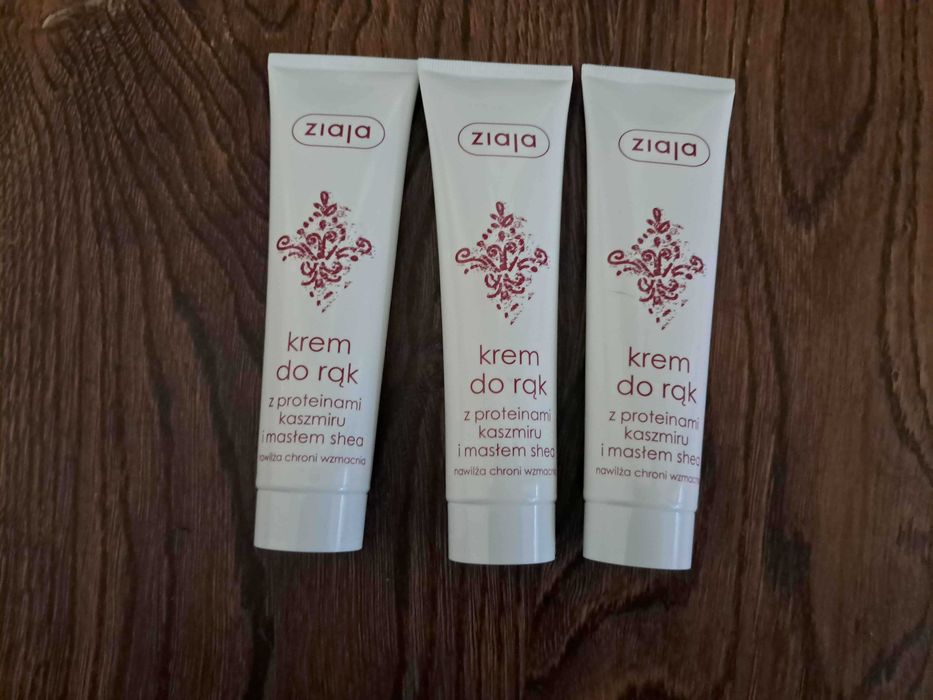 ziaja
krem
do rąk
z proteinami
kaszmiru
i masłem shea
nawilża chroni wzmacnia
ziaja
krem
do rąk
z proteinami
kaszmiru
i masłem shea
nawilża chroni wzmacnia
ziaja
krem
do rąk
z proteinami
kaszmiru
i masłem shea
nawilża chroni wzmacnia